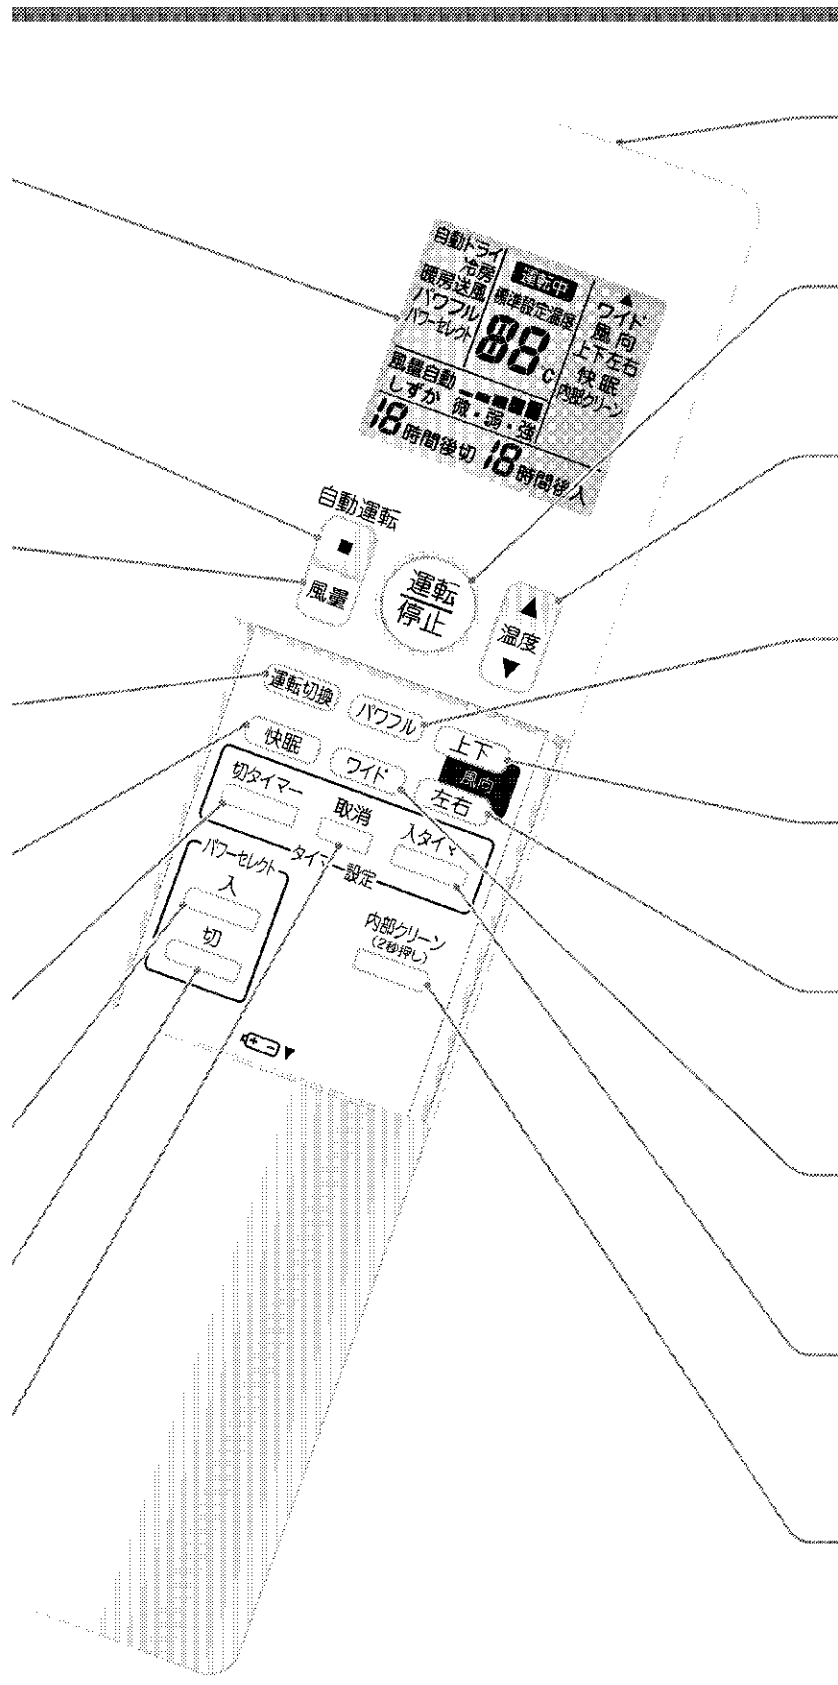 自動ドライ
冷房
暖房送風
パワフル
パワーセレクト
運転中
標準設定温度
88℃
▲
ワイド
風向
上下左右
快眠
内部クリーン
風量自動
しずか 微・弱・強
18時間後切 18時間後入
自動運転
■
風量
運転
停止
▲
温度
▼
運転切換 パワフル 上下
快眠 ワイド 風向
左右
切タイマー 取消 入タイマ
タイマー設定
パワーセレクト
入
切
内部クリーン
(2秒押し)
+ - ▼